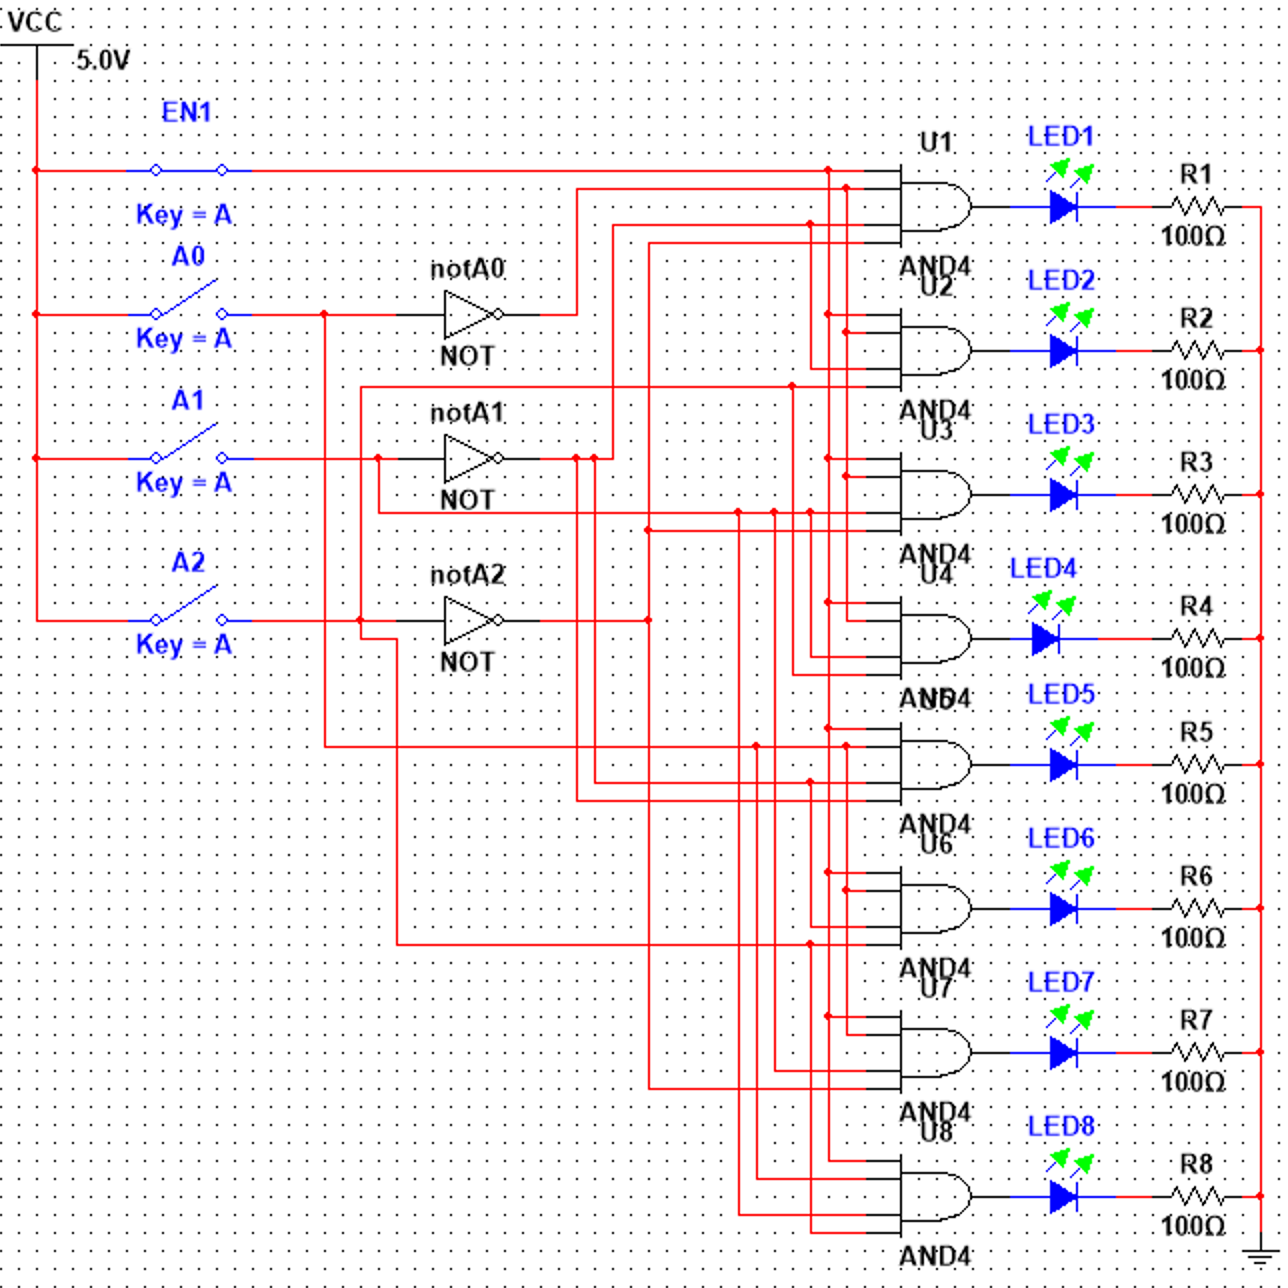 VCC
5.0V
EN1
Key = A
A0
Key = A
A1
Key = A
A2
Key = A
notA0
NOT
notA1
NOT
notA2
NOT
U1
AND4
U2
AND4
U3
AND4
U4
AND4
U5
AND4
U6
AND4
U7
AND4
U8
AND4
LED1
R1
100Ω
LED2
R2
100Ω
LED3
R3
100Ω
LED4
R4
100Ω
LED5
R5
100Ω
LED6
R6
100Ω
LED7
R7
100Ω
LED8
R8
100Ω